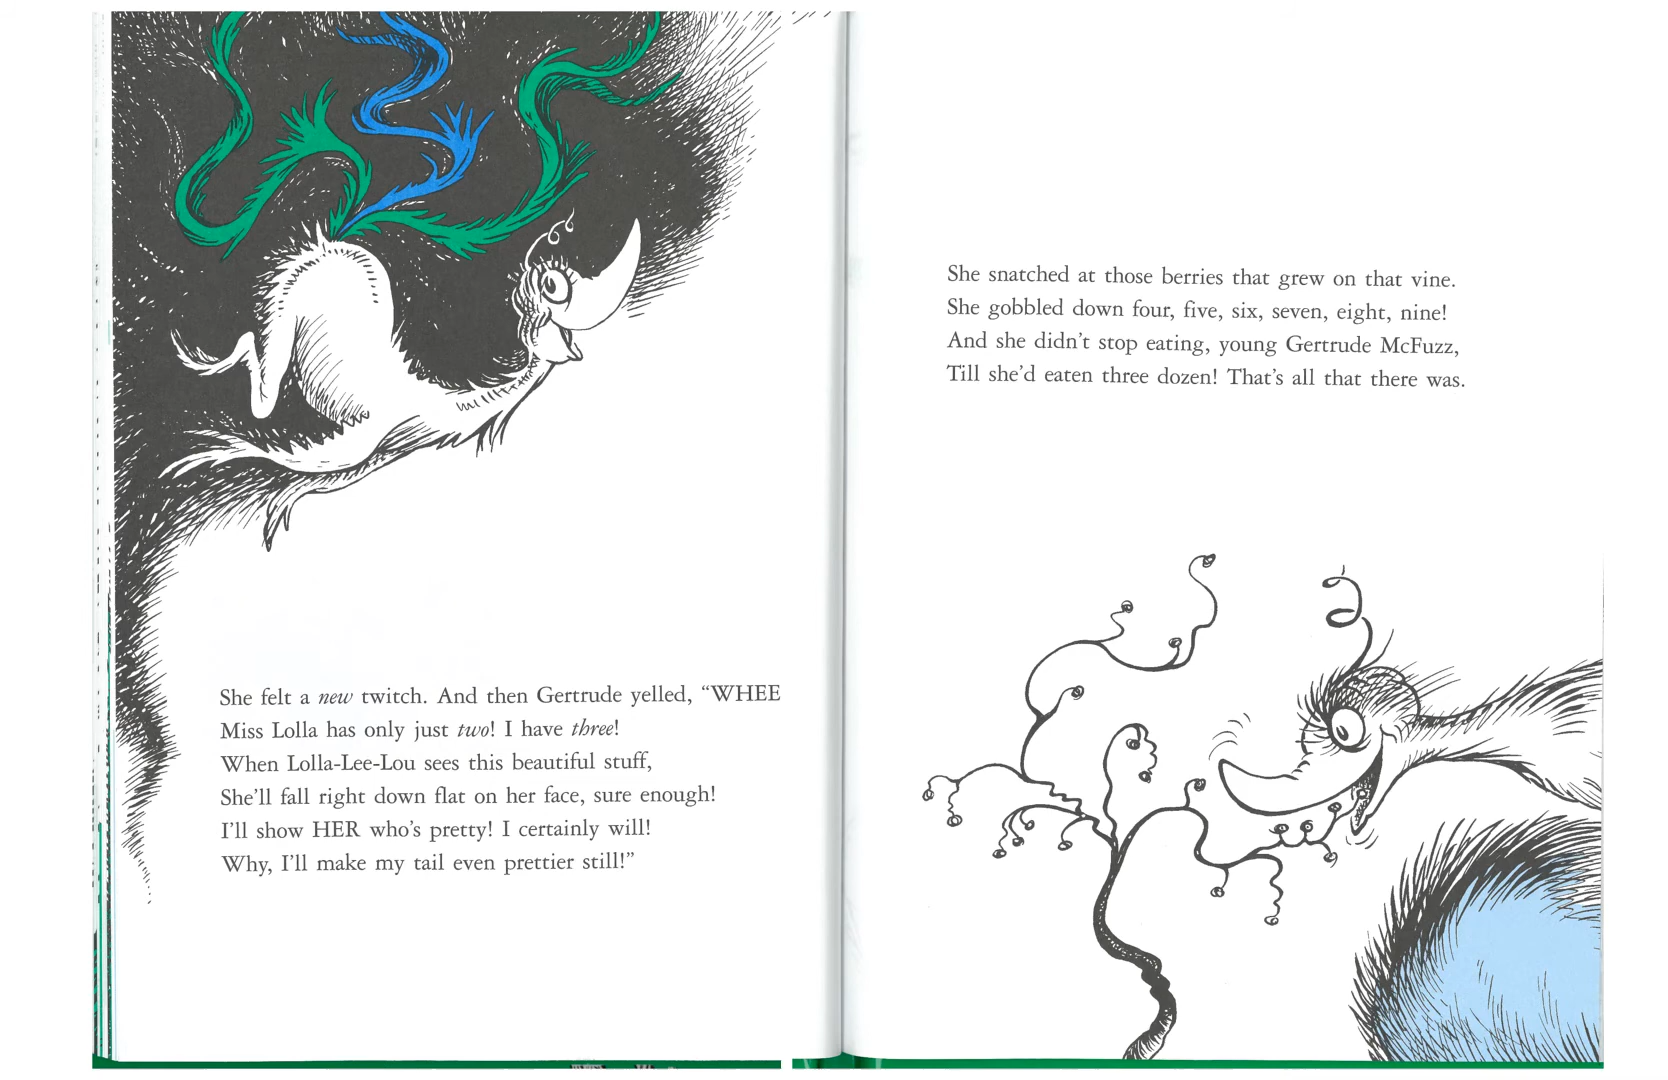 She felt a new twitch. And then Gertrude yelled, “WHEE
Miss Lolla has only just two! I have three!
When Lolla-Lee-Lou sees this beautiful stuff,
She’ll fall right down flat on her face, sure enough!
I’ll show HER who’s pretty! I certainly will!
Why, I’ll make my tail even prettier still!”
She snatched at those berries that grew on that vine.
She gobbled down four, five, six, seven, eight, nine!
And she didn’t stop eating, young Gertrude McFuzz,
Till she’d eaten three dozen! That’s all that there was.